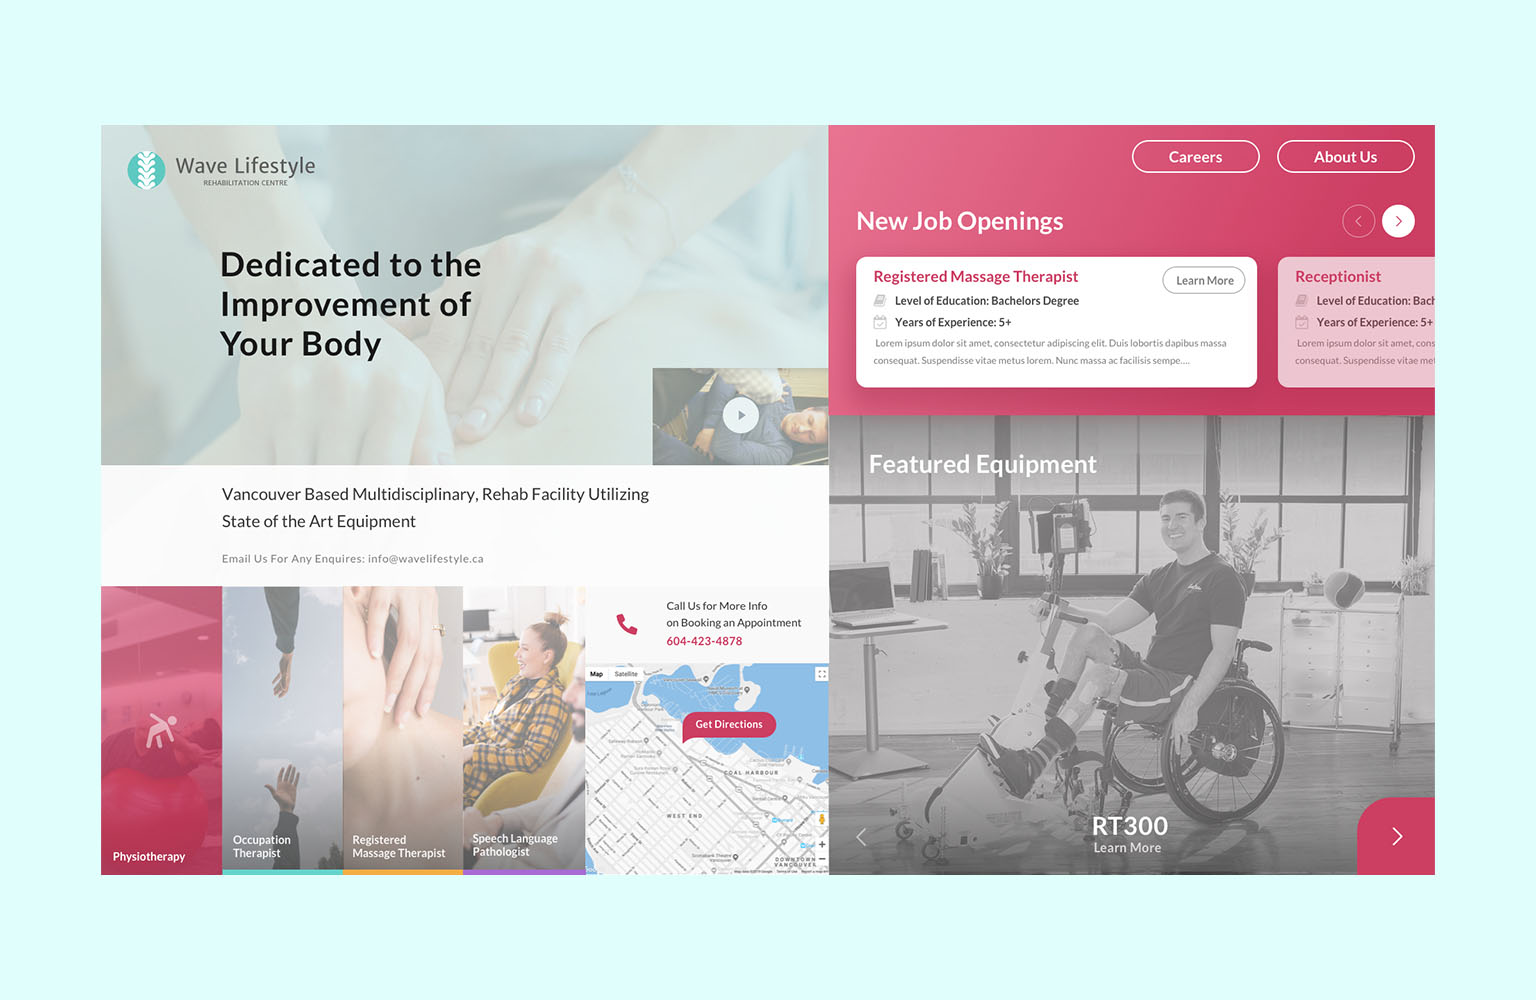 Wave Lifestyle
REHABILITATION CENTRE
Dedicated to the
Improvement of
Your Body
Vancouver Based Multidisciplinary, Rehab Facility Utilizing
State of the Art Equipment
Email Us For Any Enquires: info@wavelifestyle.ca
Physiotherapy
Occupation
Therapist
Registered
Massage Therapist
Speech Language
Pathologist
Call Us for More Info
on Booking an Appointment
604-423-4878
Map
Satellite
Get Directions
COAL HARBOUR
WEST END
DOWNTOWN
VANCOUVER
Careers
About Us
New Job Openings
Registered Massage Therapist
Learn More
Level of Education: Bachelors Degree
Years of Experience: 5+
Lorem ipsum dolor sit amet, consectetur adipiscing elit. Duis lobortis dapibus massa
consequat. Suspendisse vitae metus lorem. Nunc massa ac facilisis sempe....
Receptionist
Level of Education: Bach
Years of Experience: 5+
Lorem ipsum dolor sit amet, cons
consequat. Suspendisse vitae met
Featured Equipment
RT300
Learn More